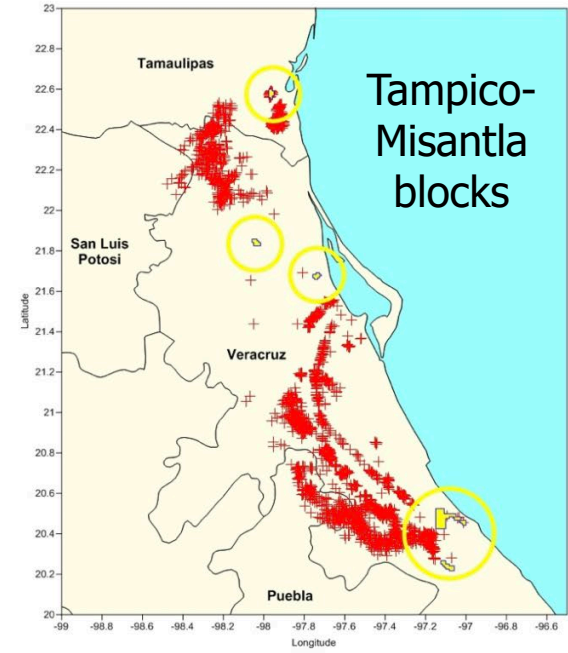 Tampico-
Misantla
blocks
Tamaulipas
San Luis
Potosi
Veracruz
Puebla
Latitude
23
22.8
22.6
22.4
22.2
22
21.8
21.6
21.4
21.2
21
20.8
20.6
20.4
20.2
20
-99 -98.8 -98.6 -98.4 -98.2 -98 -97.8 -97.6 -97.4 -97.2 -97 -96.8 -96.6
Longitude